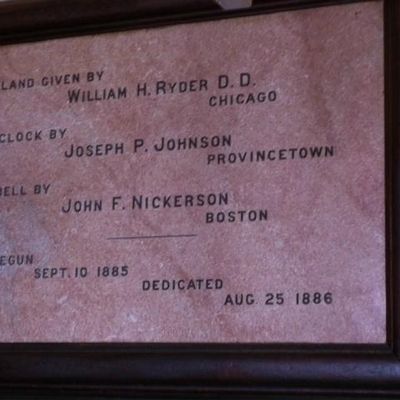 LAND GIVEN BY
WILLIAM H. RYDER D. D.
CHICAGO
CLOCK BY
JOSEPH P. JOHNSON
PROVINCETOWN
BELL BY
JOHN F. NICKERSON
BOSTON
EGUN
SEPT. 10 1885
DEDICATED
AUG. 25 1886